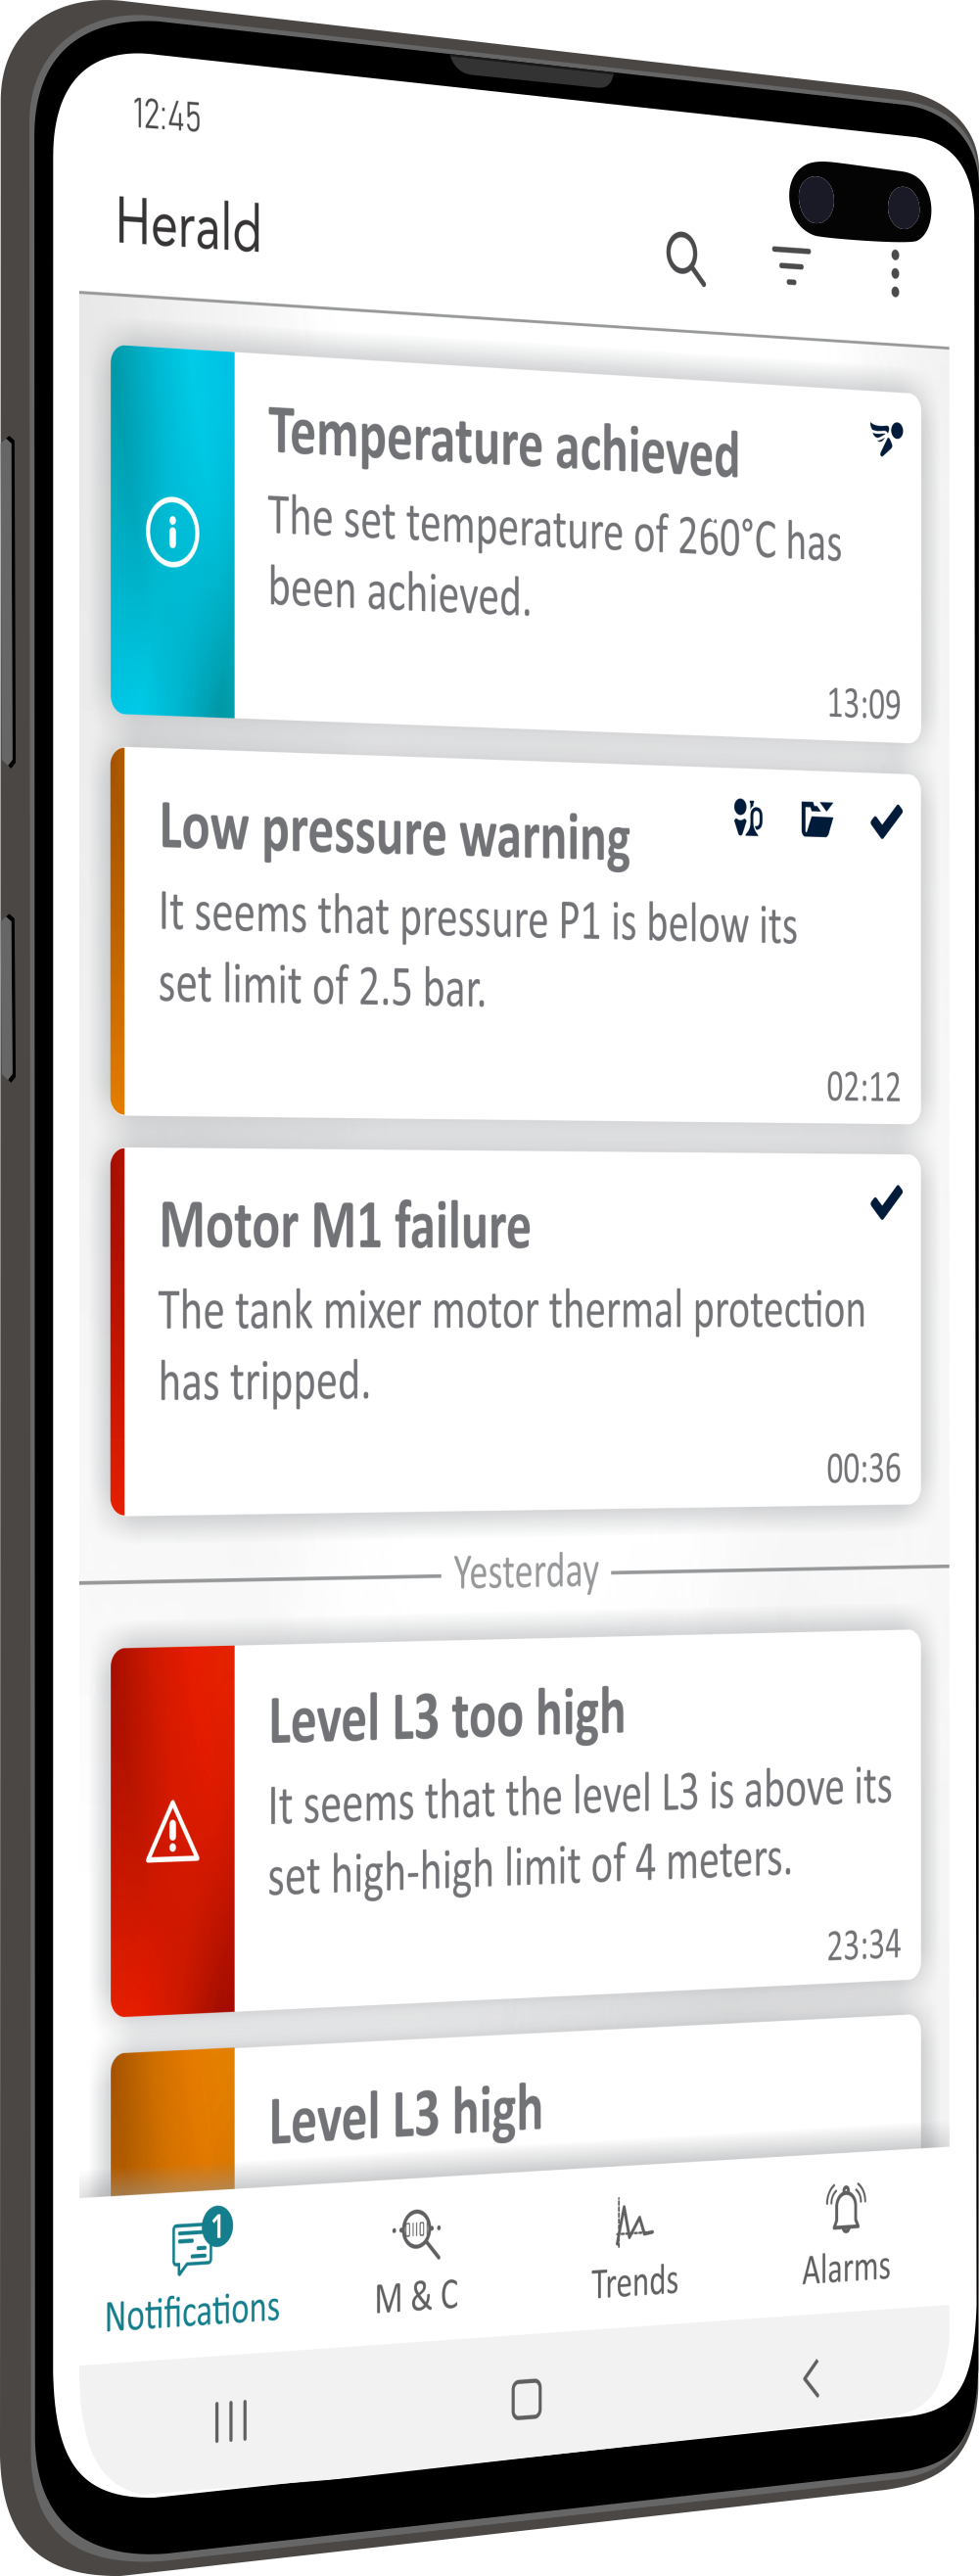 12:45
Herald
Temperature achieved
The set temperature of 260°C has
been achieved.
13:09
Low pressure warning
It seems that pressure P1 is below its
set limit of 2.5 bar.
02:12
Motor M1 failure
The tank mixer motor thermal protection
has tripped.
00:36
Yesterday
Level L3 too high
It seems that the level L3 is above its
set high-high limit of 4 meters.
23:34
Level L3 high
1
Notifications
M & C
Trends
Alarms